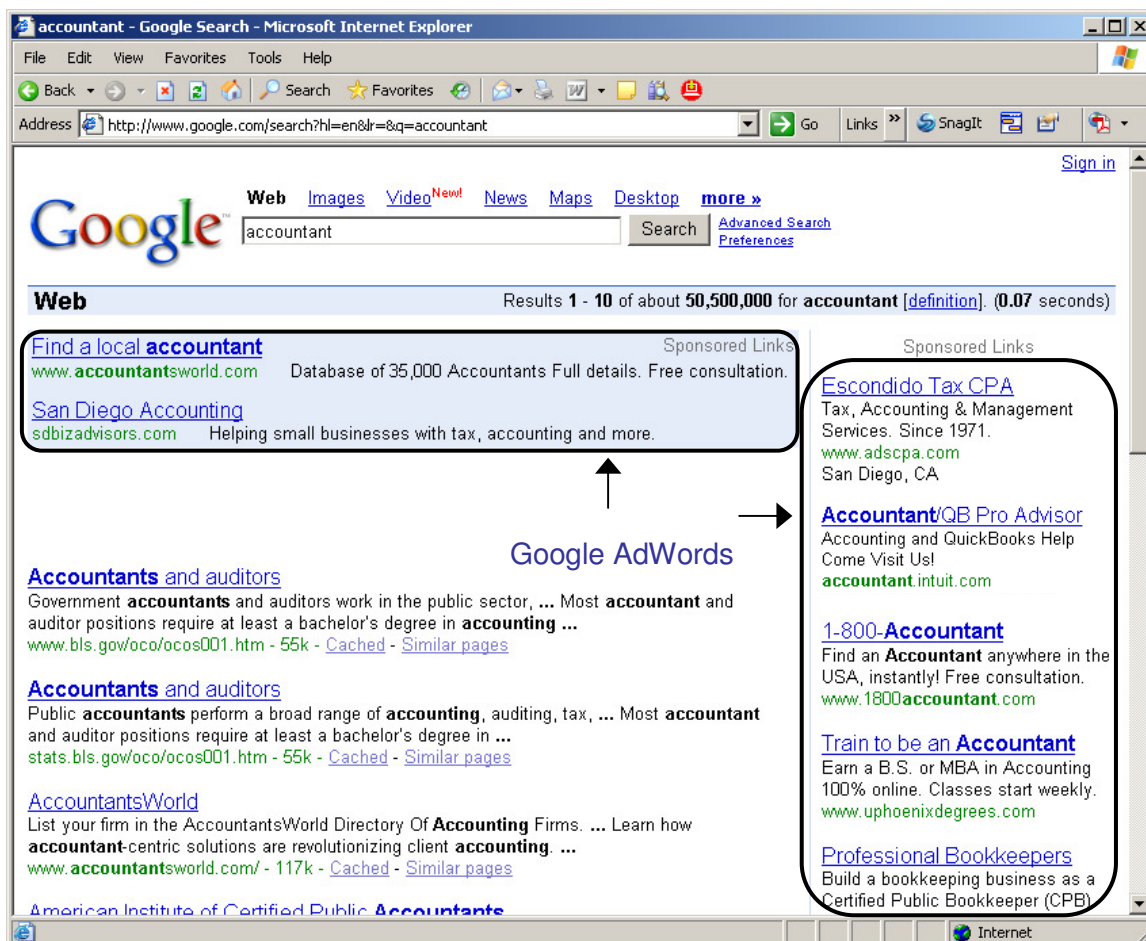 accountant - Google Search - Microsoft Internet Explorer
File Edit View Favorites Tools Help
Back Search Favorites
Address http://www.google.com/search?hl=en&lr=&q=accountant Go Links » SnagIt
Sign in
Google™
Web Images Video New! News Maps Desktop more »
accountant Search Advanced Search
Preferences
Web Results 1 - 10 of about 50,500,000 for accountant [definition]. (0.07 seconds)
Find a local accountant Sponsored Links
www.accountantsworld.com Database of 35,000 Accountants Full details. Free consultation.
San Diego Accounting
sdbizadvisors.com Helping small businesses with tax, accounting and more.
Google AdWords
Accountants and auditors
Government accountants and auditors work in the public sector, ... Most accountant and
auditor positions require at least a bachelor's degree in accounting ...
www.bls.gov/oco/ocos001.htm - 55k - Cached - Similar pages
Accountants and auditors
Public accountants perform a broad range of accounting, auditing, tax, ... Most accountant
and auditor positions require at least a bachelor's degree in ...
stats.bls.gov/oco/ocos001.htm - 55k - Cached - Similar pages
AccountantsWorld
List your firm in the AccountantsWorld Directory Of Accounting Firms. ... Learn how
accountant-centric solutions are revolutionizing client accounting. ...
www.accountantsworld.com/ - 117k - Cached - Similar pages
American Institute of Certified Public Accountants
Sponsored Links
Escondido Tax CPA
Tax, Accounting & Management
Services. Since 1971.
www.adscpa.com
San Diego, CA
Accountant/QB Pro Advisor
Accounting and QuickBooks Help
Come Visit Us!
accountant.intuit.com
1-800-Accountant
Find an Accountant anywhere in the
USA, instantly! Free consultation.
www.1800accountant.com
Train to be an Accountant
Earn a B.S. or MBA in Accounting
100% online. Classes start weekly.
www.uphoenixdegrees.com
Professional Bookkeepers
Build a bookkeeping business as a
Certified Public Bookkeeper (CPB)
Internet